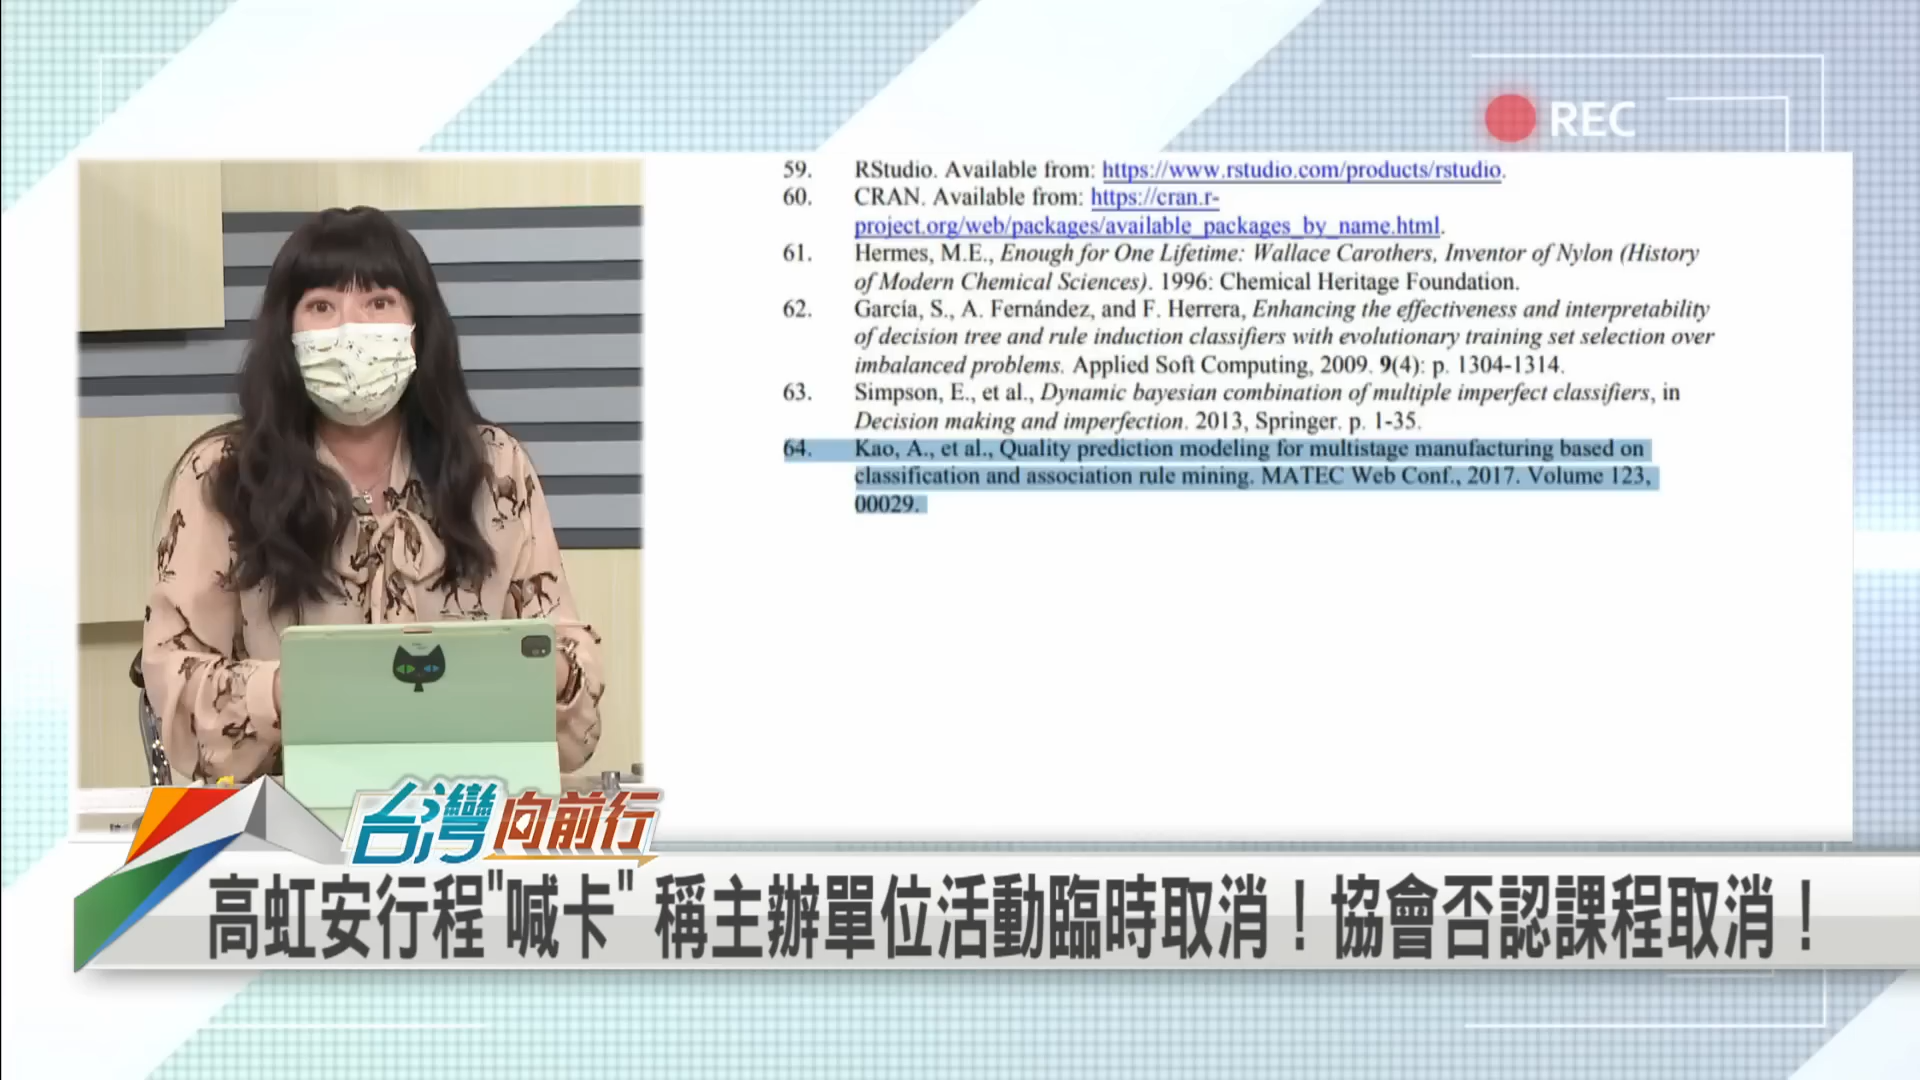 REC
59. RStudio. Available from: https://www.rstudio.com/products/rstudio.
60. CRAN. Available from: https://cran.r-
project.org/web/packages/available_packages_by_name.html.
61. Hermes, M.E., Enough for One Lifetime: Wallace Carothers, Inventor of Nylon (History
of Modern Chemical Sciences). 1996: Chemical Heritage Foundation.
62. García, S., A. Fernández, and F. Herrera, Enhancing the effectiveness and interpretability
of decision tree and rule induction classifiers with evolutionary training set selection over
imbalanced problems. Applied Soft Computing, 2009. 9(4): p. 1304-1314.
63. Simpson, E., et al., Dynamic bayesian combination of multiple imperfect classifiers, in
Decision making and imperfection. 2013, Springer. p. 1-35.
64. Kao, A., et al., Quality prediction modeling for multistage manufacturing based on
classification and association rule mining. MATEC Web Conf., 2017. Volume 123,
00029.
台灣向前行
高虹安行程"喊卡" 稱主辦單位活動臨時取消！協會否認課程取消！